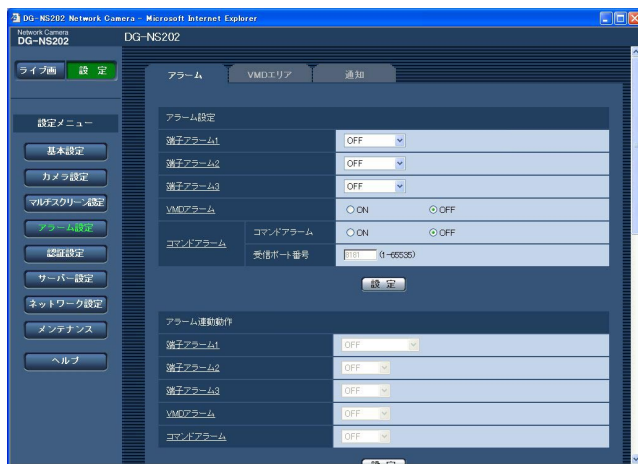 DG-NS202 Network Camera - Microsoft Internet Explorer
Network Camera
DG-NS202
DG-NS202
ライブ画 設 定
アラーム VMDエリア 通知
設定メニュー
基本設定
カメラ設定
マルチスクリーン設定
アラーム設定
認証設定
サーバー設定
ネットワーク設定
メンテナンス
ヘルプ
アラーム設定
端子アラーム1 OFF
端子アラーム2 OFF
端子アラーム3 OFF
VMDアラーム ON OFF
コマンドアラーム コマンドアラーム ON OFF
受信ポート番号 8181 (1-65535)
設 定
アラーム連動動作
端子アラーム1 OFF
端子アラーム2 OFF
端子アラーム3 OFF
VMDアラーム OFF
コマンドアラーム OFF
設 定